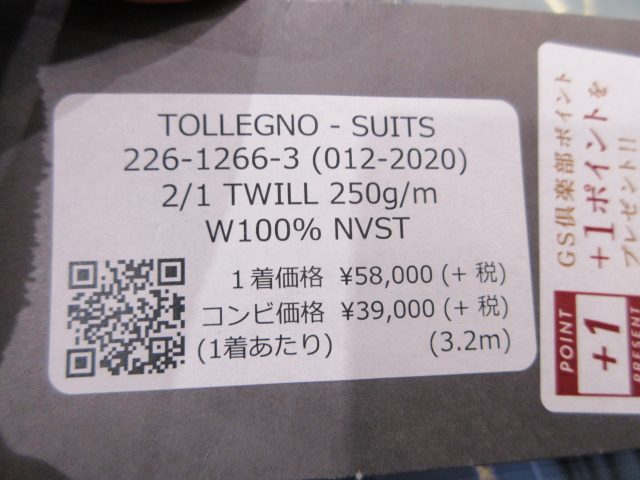 TOLLEGNO - SUITS
226-1266-3 (012-2020)
2/1 TWILL 250g/m
W100% NVST
1着価格 ¥58,000 (+ 税)
コンビ価格 ¥39,000 (+ 税)
(1着あたり) (3.2m)
GS倶楽部ポイント
+1ポイントを
プレゼント!!
POINT
+1
PRESENT